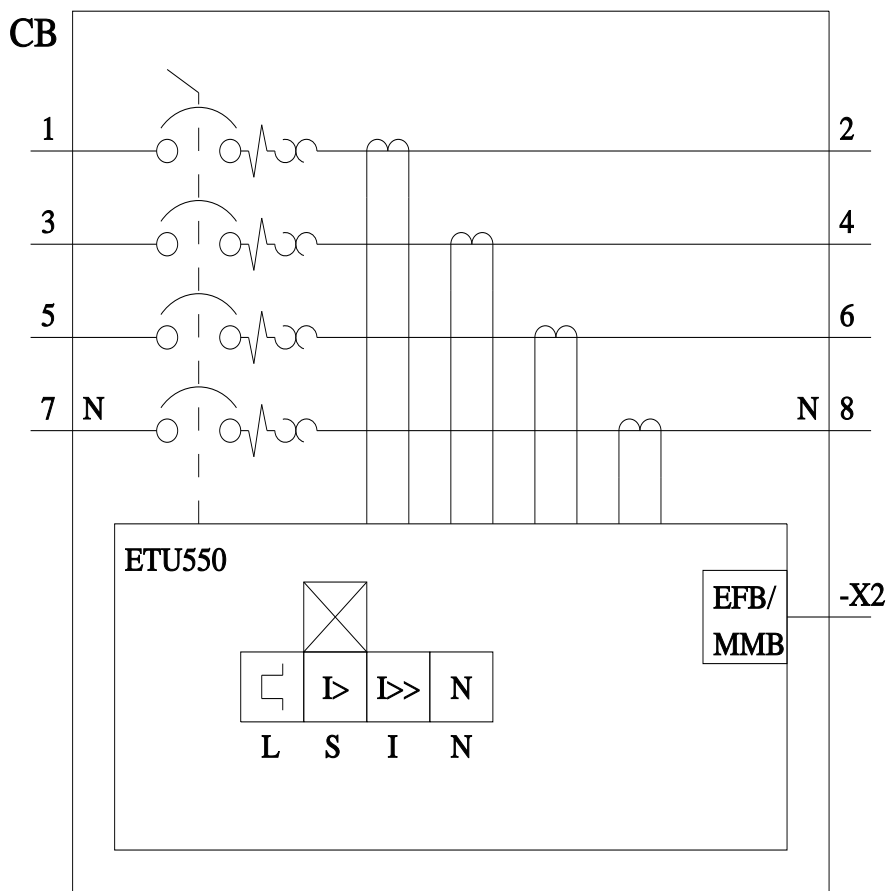 CB
1 2
3 4
5 6
7 N N 8
ETU550
EFB/ -X2
MMB
I> I>> N
L S I N